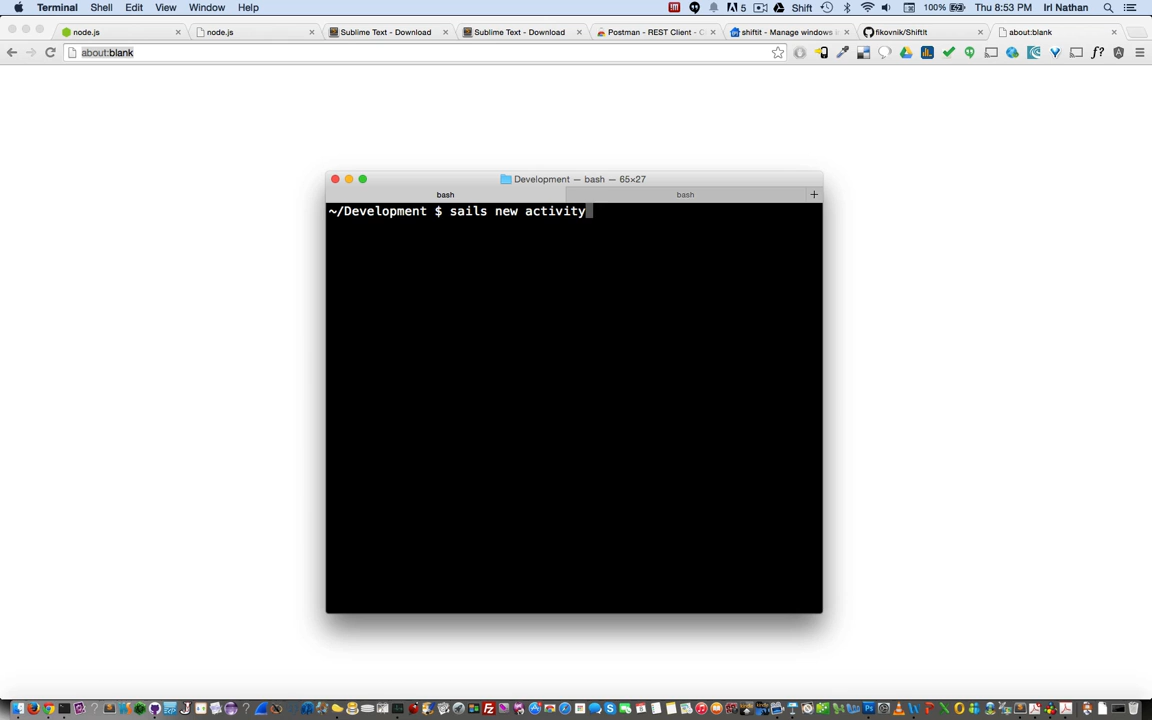 Terminal Shell Edit View Window Help 5 Shift 100% Thu 8:53 PM Irl Nathan
node.js node.js Sublime Text - Download Sublime Text - Download Postman - REST Client - C shiftit - Manage windows fikovnik/ShiftIt about:blank
about:blank f?
Development — bash — 65×27
bash bash +
~/Development $ sails new activity